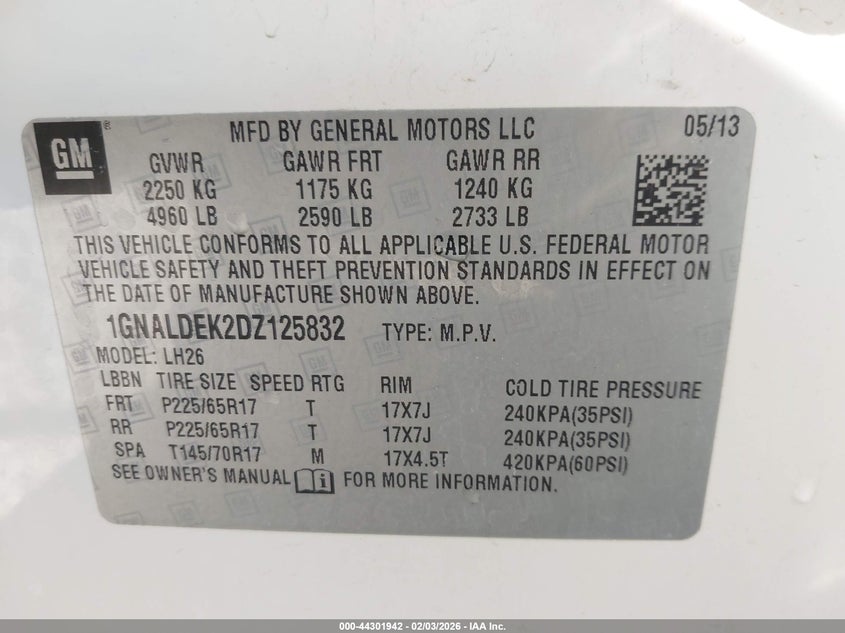 GM ® MFD BY GENERAL MOTORS LLC 05/13
GVWR GAWR FRT GAWR RR
2250 KG 1175 KG 1240 KG
4960 LB 2590 LB 2733 LB
THIS VEHICLE CONFORMS TO ALL APPLICABLE U.S. FEDERAL MOTOR
VEHICLE SAFETY AND THEFT PREVENTION STANDARDS IN EFFECT ON
THE DATE OF MANUFACTURE SHOWN ABOVE.
1GNALDEK2DZ125832 TYPE: M.P.V.
MODEL: LH26
LBBN TIRE SIZE SPEED RTG RIM COLD TIRE PRESSURE
FRT P225/65R17 T 17X7J 240KPA(35PSI)
RR P225/65R17 T 17X7J 240KPA(35PSI)
SPA T145/70R17 M 17X4.5T 420KPA(60PSI)
SEE OWNER'S MANUAL i FOR MORE INFORMATION.
000-44301942 - 02/03/2026 - IAA Inc.